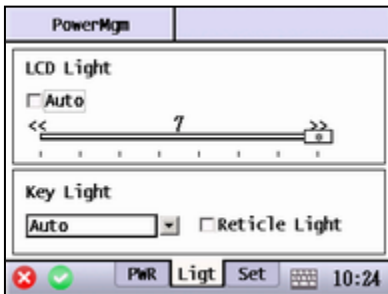 PowerMgm
LCD Light
Auto
<< 7 >>
Key Light
Auto Reticle Light
PWR Ligt Set 10:24